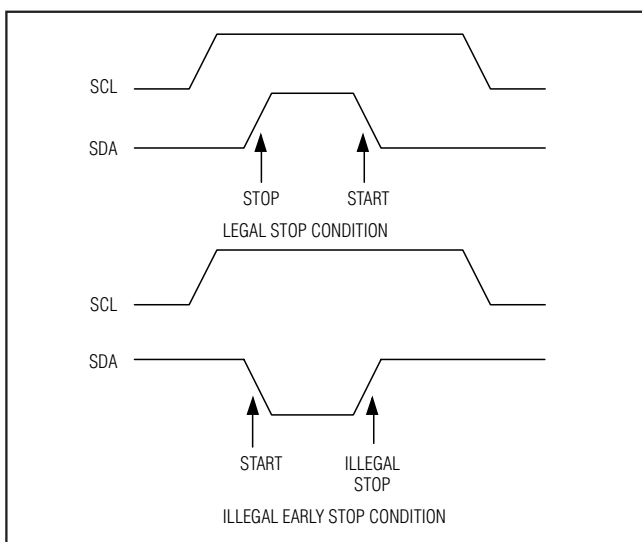 SCL
SDA
STOP START
LEGAL STOP CONDITION
SCL
SDA
START ILLEGAL
STOP
ILLEGAL EARLY STOP CONDITION